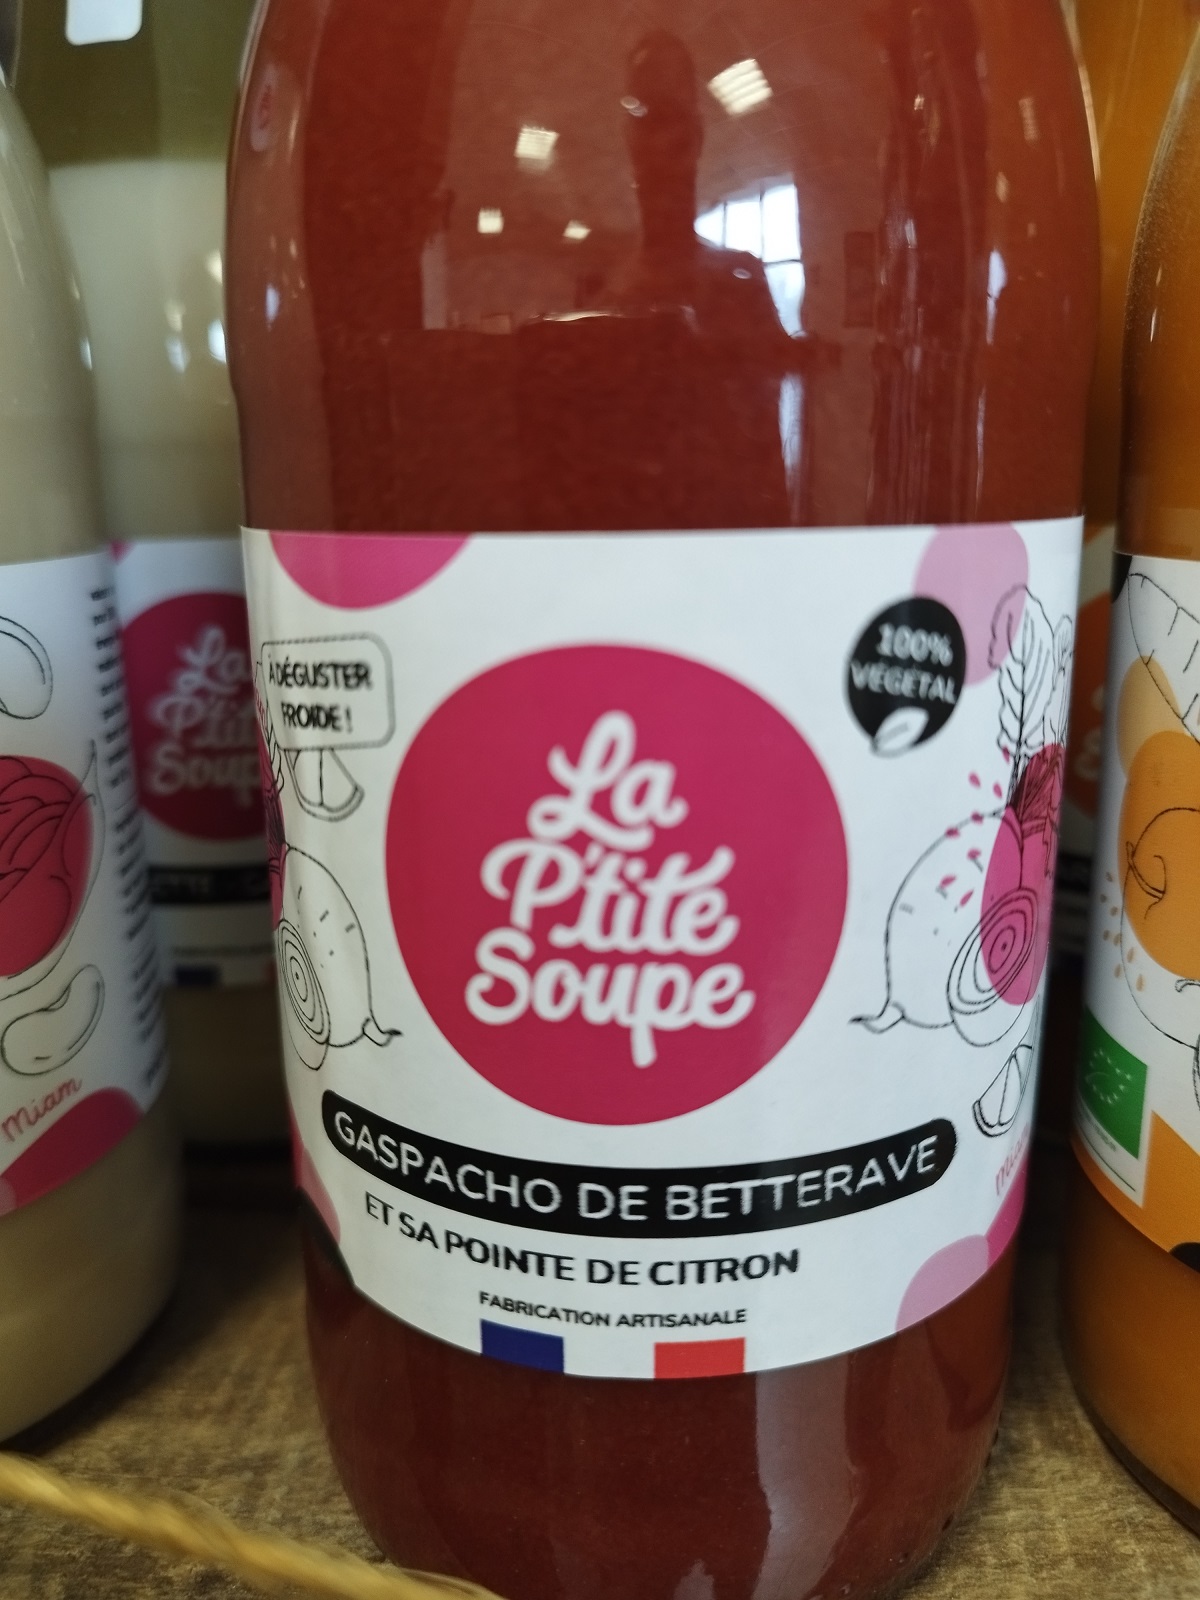 À DÉGUSTER
FROIDE !
100%
VÉGÉTAL
La
P'tite
Soupe
GASPACHO DE BETTERAVE
ET SA POINTE DE CITRON
FABRICATION ARTISANALE
La
P'tite
Soupe
Miam